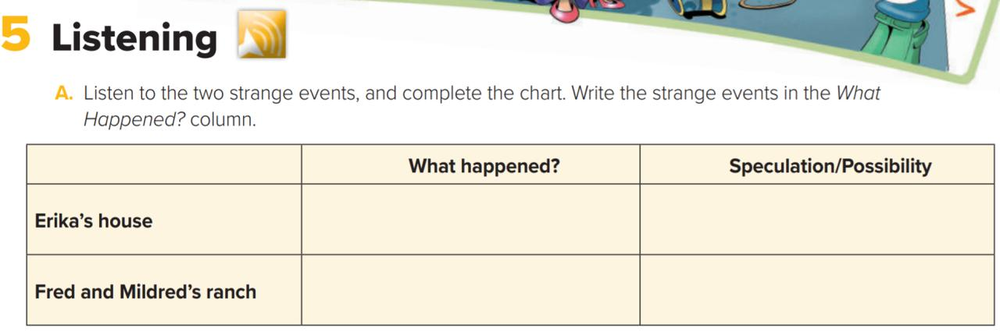 5 Listening
A. Listen to the two strange events, and complete the chart. Write the strange events in the What
Happened? column.
What happened? Speculation/Possibility
Erika's house
Fred and Mildred's ranch